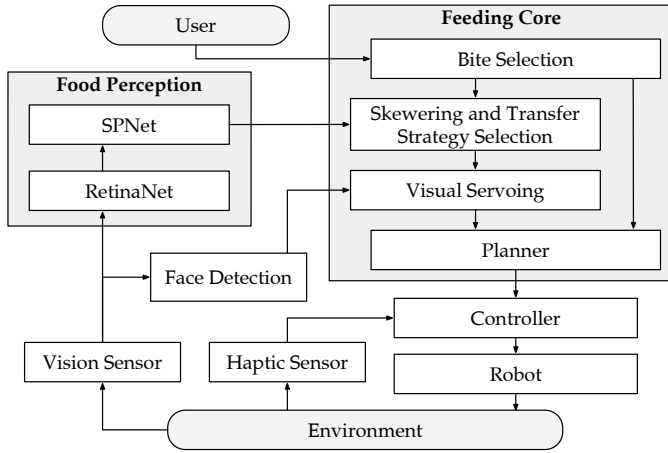 User
Feeding Core
Bite Selection
Food Perception
SPNet
Skewering and Transfer
Strategy Selection
RetinaNet
Visual Servoing
Planner
Face Detection
Controller
Vision Sensor
Haptic Sensor
Robot
Environment